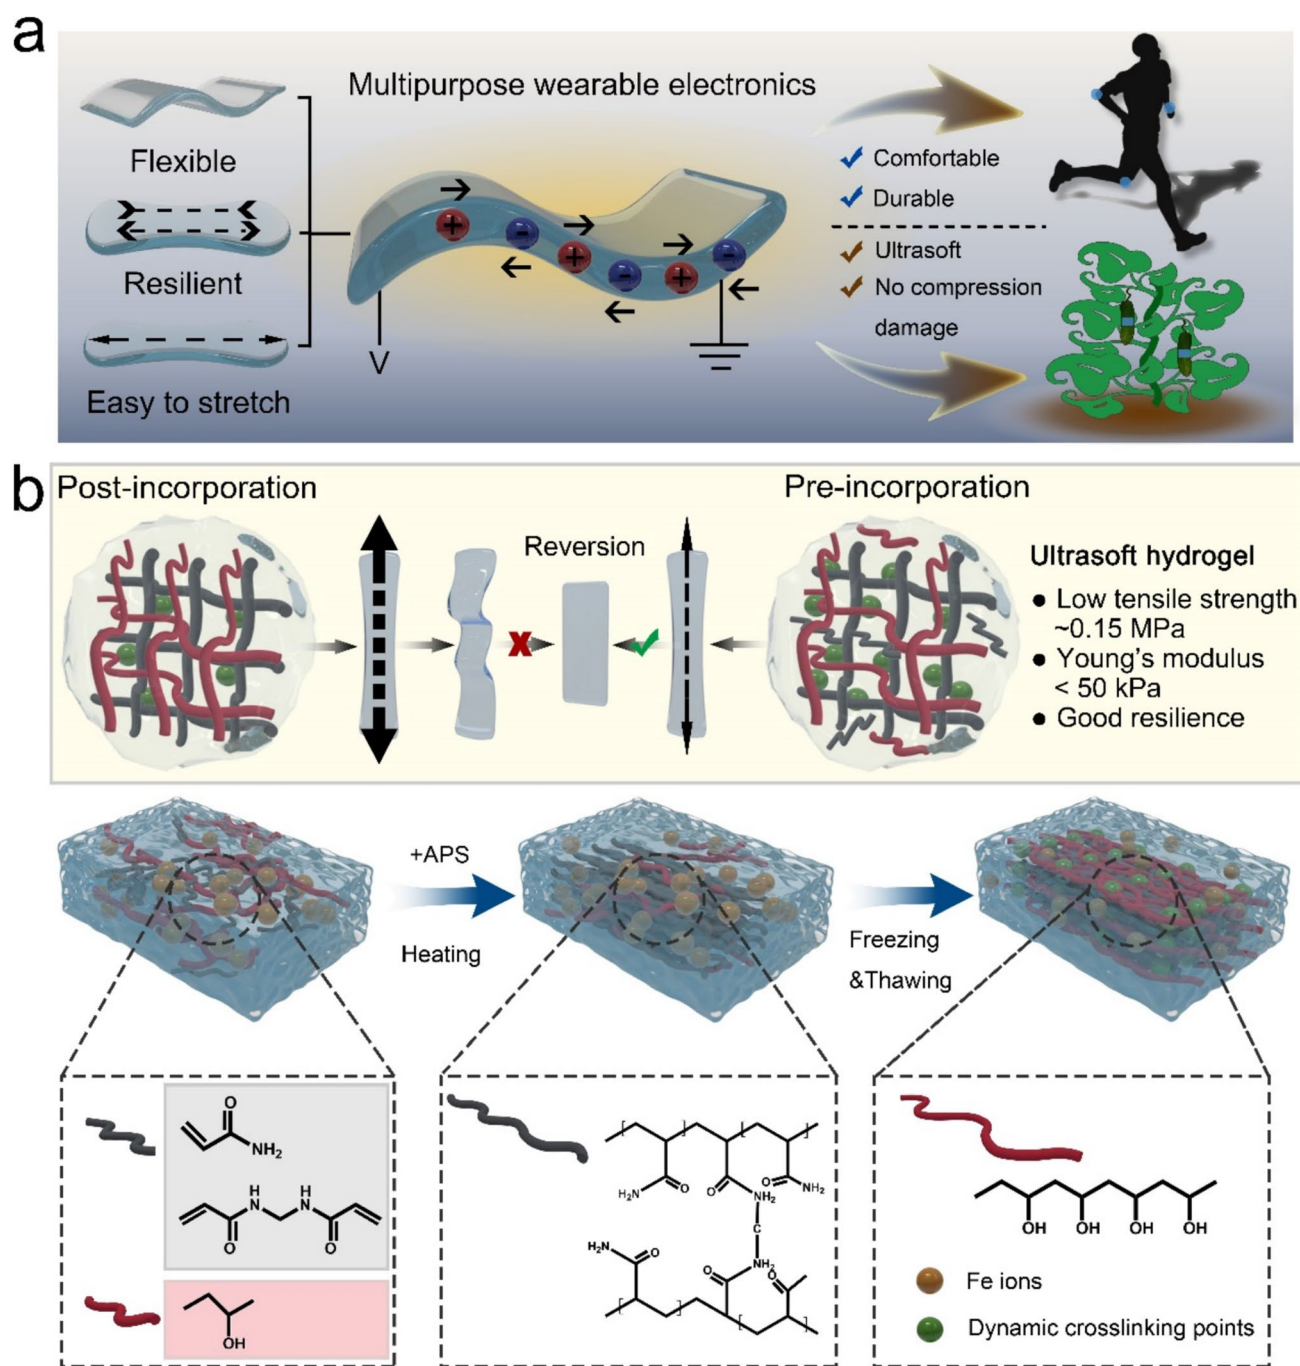 a
Multipurpose wearable electronics
Flexible
Resilient
Easy to stretch
+
-
+
-
+
-
V
Comfortable
Durable
Ultrasoft
No compression
damage
b
Post-incorporation
Reversion
Pre-incorporation
Ultrasoft hydrogel
● Low tensile strength
~0.15 MPa
● Young's modulus
< 50 kPa
● Good resilience
+APS
Heating
Freezing
&Thawing
O
NH₂
H
N
H
N
O
O
OH
H₂N
O
O
NH₂
O
NH₂
C
H₂N
O
O
NH₂
O
OH
OH
OH
OH
Fe ions
Dynamic crosslinking points